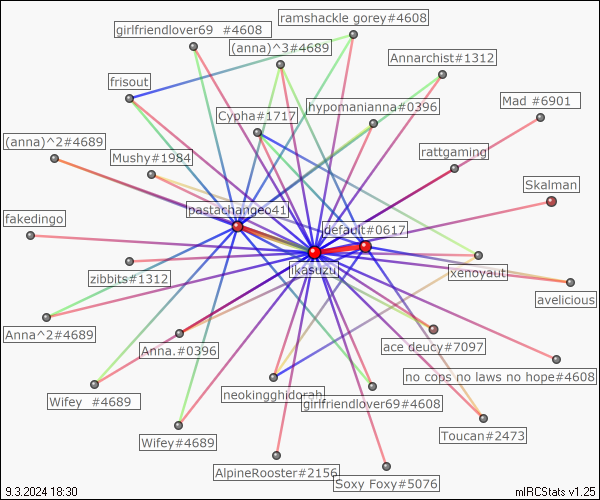 ramshackle gorey#4608
girlfriendlover69 #4608
(anna)^3#4689
Annarchist#1312
frisout
Mad #6901
hypomanianna#0396
Cypha#1717
(anna)^2#4689
rattgaming
Mushy#1984
Skalman
pastachangeo41
fakedingo
default#0617
ikasuzu
xenoyaut
zibbits#1312
avelicious
Anna^2#4689
Anna.#0396
ace deucy#7097
no cops no laws no hope#4608
neokingghidorah
Wifey #4689
girlfriendlover69#4608
Toucan#2473
Wifey#4689
AlpineRooster#2156
Soxy Foxy#5076
9.3.2024 18:30
mIRCStats v1.25